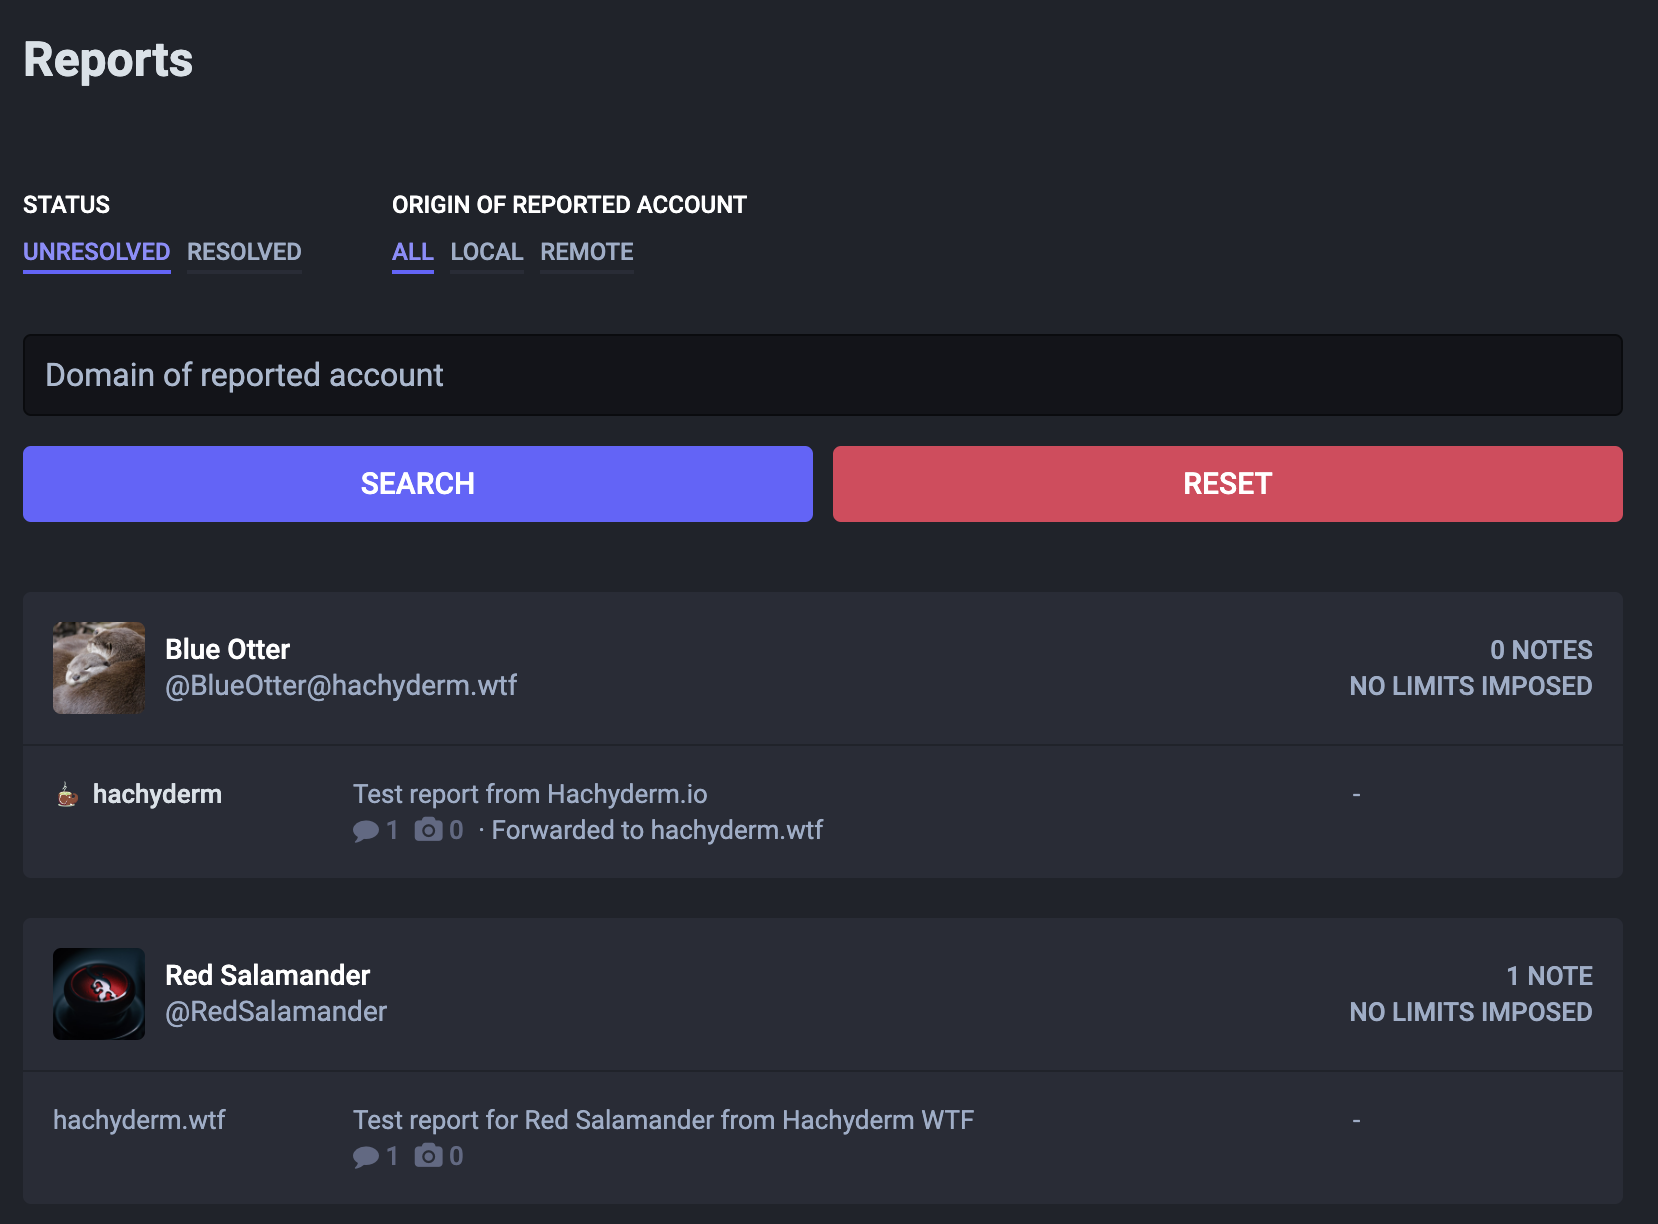 Reports
STATUS
UNRESOLVED RESOLVED
ORIGIN OF REPORTED ACCOUNT
ALL LOCAL REMOTE
Domain of reported account
SEARCH
RESET
Blue Otter
@BlueOtter@hachyderm.wtf
0 NOTES
NO LIMITS IMPOSED
hachyderm
Test report from Hachyderm.io
1 0 · Forwarded to hachyderm.wtf
-
Red Salamander
@RedSalamander
1 NOTE
NO LIMITS IMPOSED
hachyderm.wtf
Test report for Red Salamander from Hachyderm WTF
1 0
-